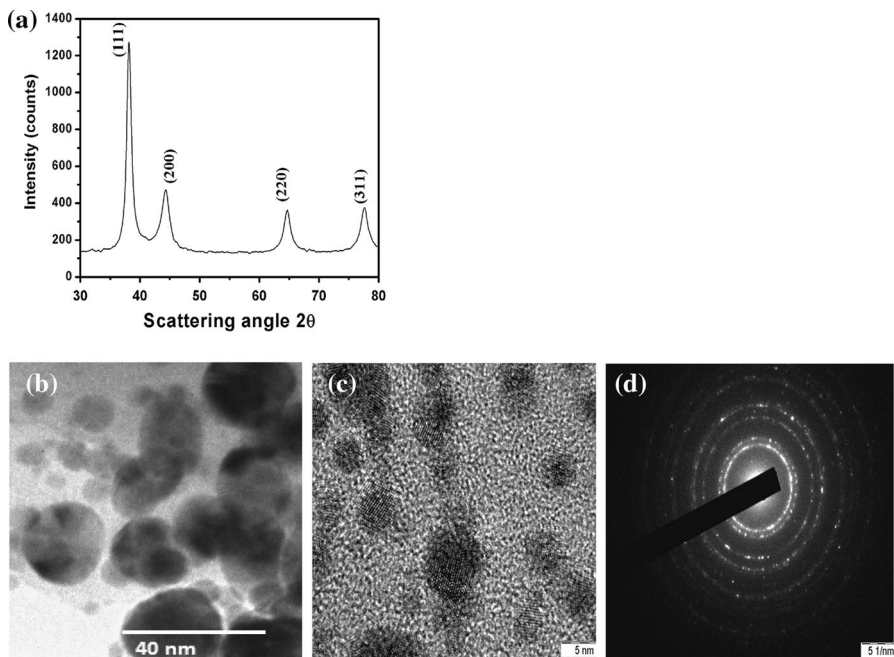 (a)
1400
1200
1000
800
600
400
200
0
Intensity (counts)
(111)
(200)
(220)
(311)
30 40 50 60 70 80
Scattering angle 2θ
(b)
40 nm
(c)
5 nm
(d)
5 1/nm